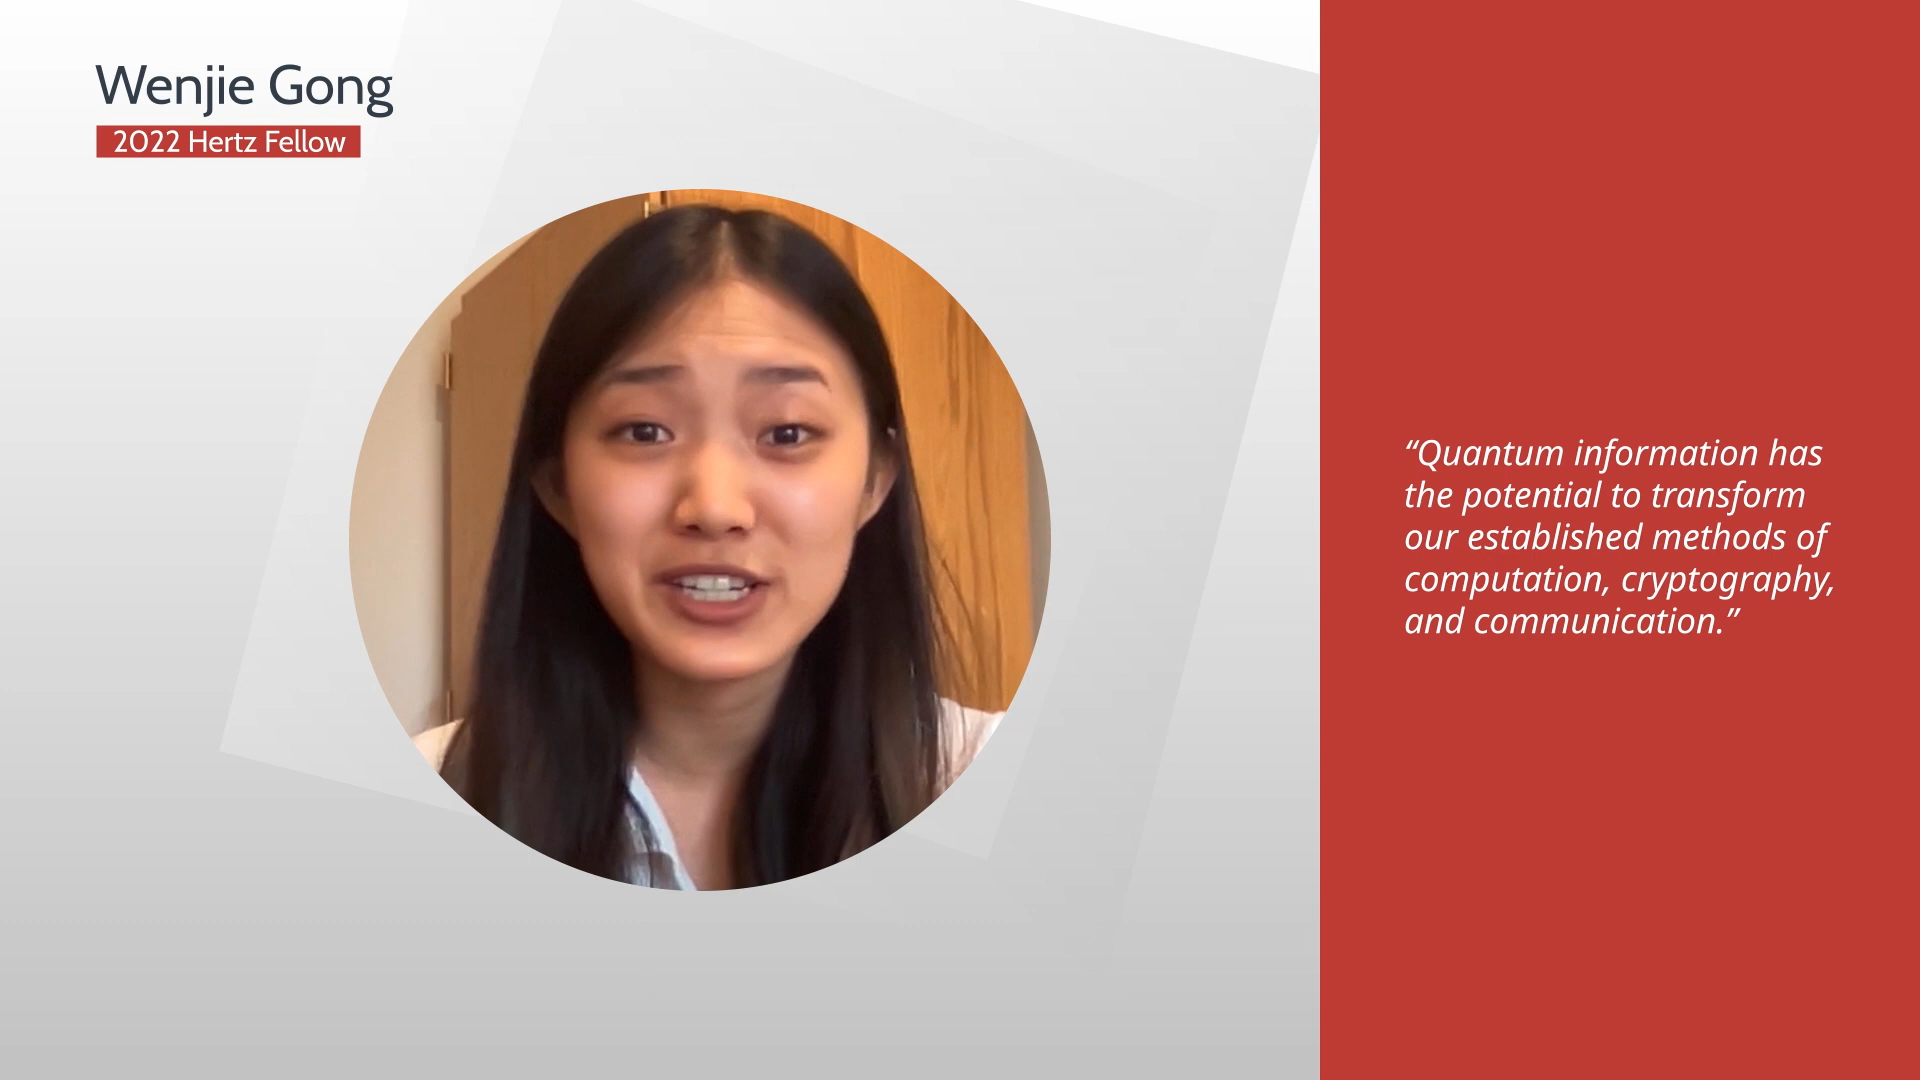 Wenjie Gong
2022 Hertz Fellow
“Quantum information has
the potential to transform
our established methods of
computation, cryptography,
and communication.”